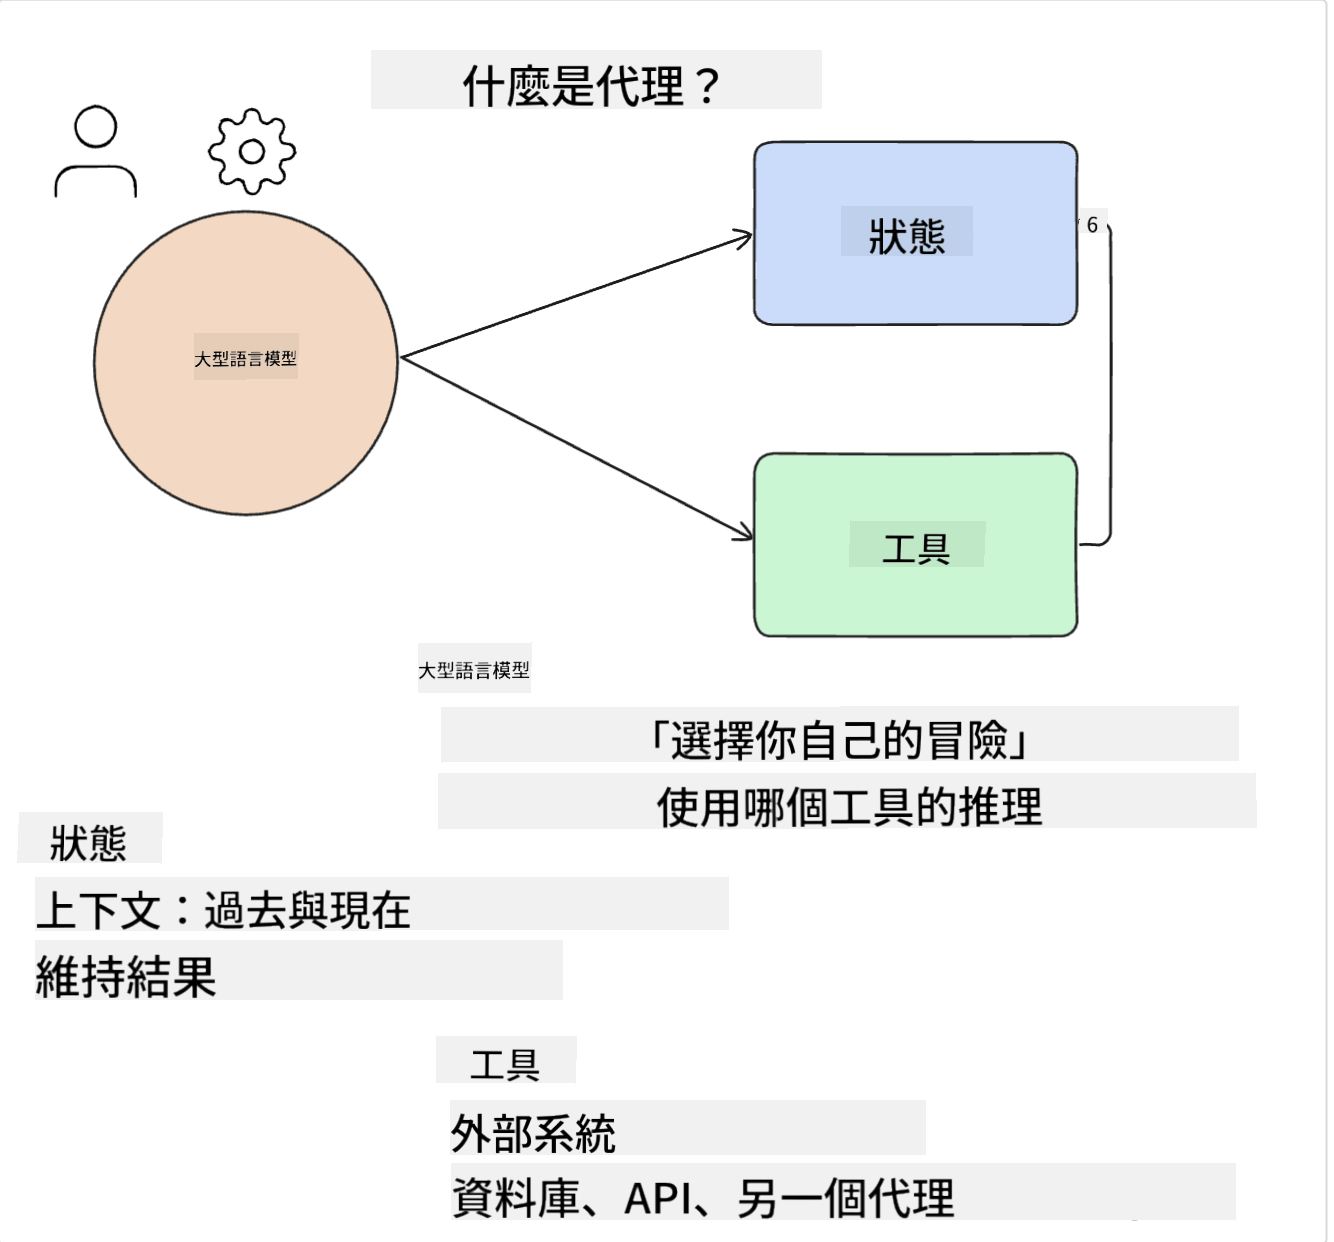 什麼是代理？
狀態
6
大型語言模型
工具
大型語言模型
「選擇你自己的冒險」
使用哪個工具的推理
狀態
上下文：過去與現在
維持結果
工具
外部系統
資料庫、API、另一個代理